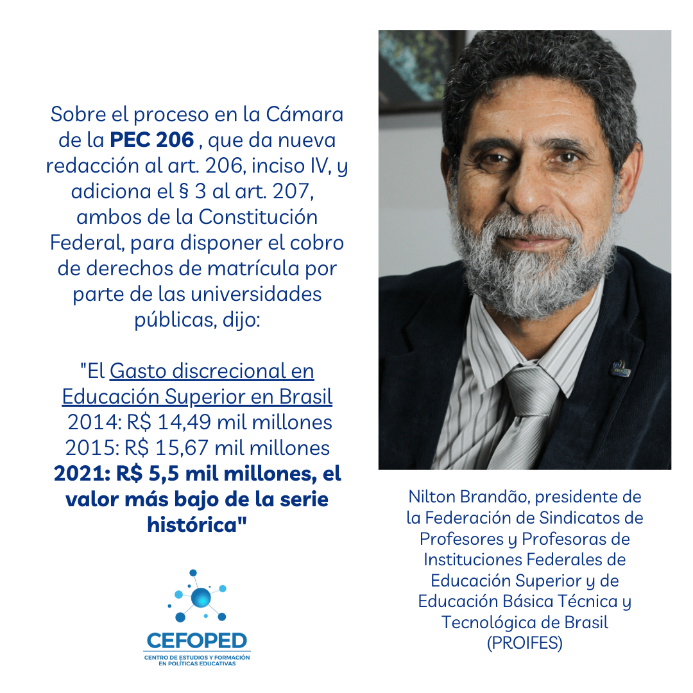 Sobre el proceso en la Cámara
de la PEC 206 , que da nueva
redacción al art. 206, inciso IV, y
adiciona el § 3 al art. 207,
ambos de la Constitución
Federal, para disponer el cobro
de derechos de matrícula por
parte de las universidades
públicas, dijo:
"El Gasto discrecional en
Educación Superior en Brasil
2014: R$ 14,49 mil millones
2015: R$ 15,67 mil millones
2021: R$ 5,5 mil millones, el
valor más bajo de la serie
histórica"
CEFOPED
CENTRO DE ESTUDIOS Y FORMACIÓN
EN POLÍTICAS EDUCATIVAS
Nilton Brandão, presidente de
la Federación de Sindicatos de
Profesores y Profesoras de
Instituciones Federales de
Educación Superior y de
Educación Básica Técnica y
Tecnológica de Brasil
(PROIFES)